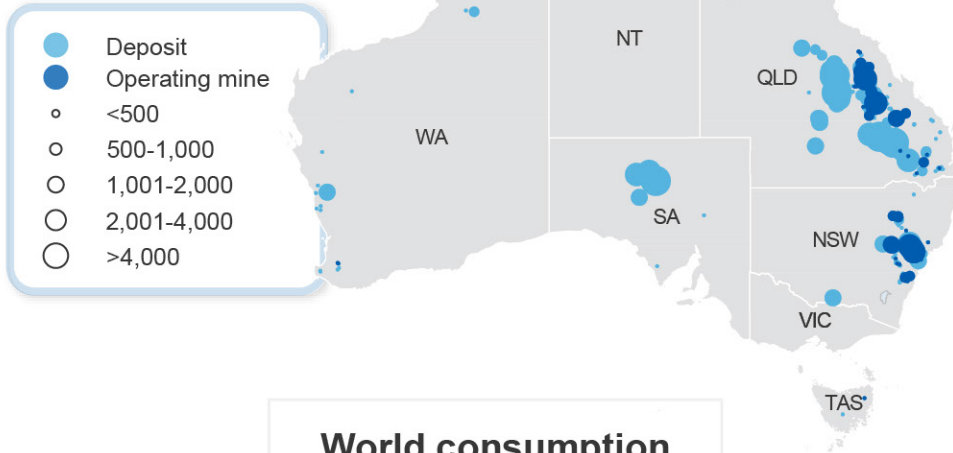 Deposit
Operating mine
<500
500-1,000
1,001-2,000
2,001-4,000
>4,000
NT
QLD
WA
SA
NSW
VIC
TAS
World consumption